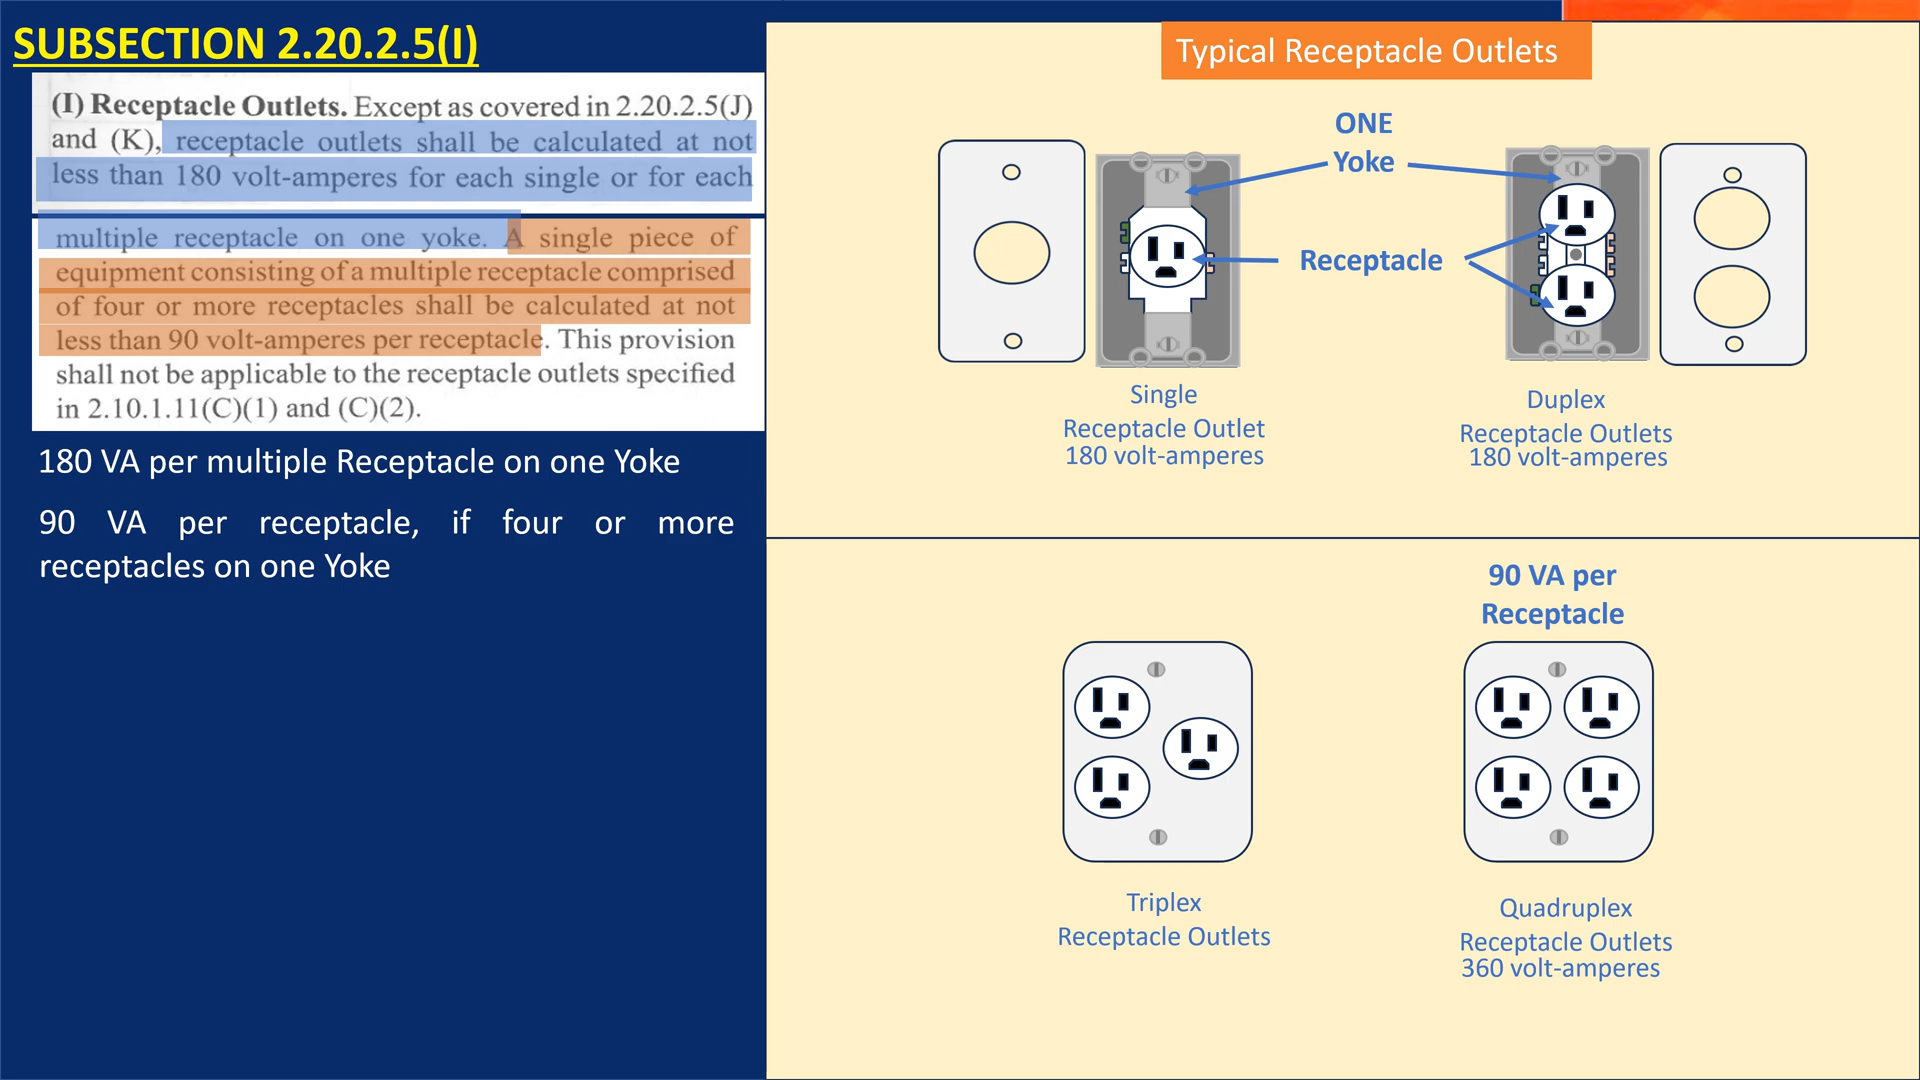 SUBSECTION 2.20.2.5(I)
(I) Receptacle Outlets. Except as covered in 2.20.2.5(J)
and (K), receptacle outlets shall be calculated at not
less than 180 volt-amperes for each single or for each
multiple receptacle on one yoke. A single piece of
equipment consisting of a multiple receptacle comprised
of four or more receptacles shall be calculated at not
less than 90 volt-amperes per receptacle. This provision
shall not be applicable to the receptacle outlets specified
in 2.10.1.11(C)(1) and (C)(2).
180 VA per multiple Receptacle on one Yoke
90 VA per receptacle, if four or more
receptacles on one Yoke
Typical Receptacle Outlets
ONE
Yoke
Receptacle
Single
Receptacle Outlet
180 volt-amperes
Duplex
Receptacle Outlets
180 volt-amperes
90 VA per
Receptacle
Triplex
Receptacle Outlets
Quadruplex
Receptacle Outlets
360 volt-amperes